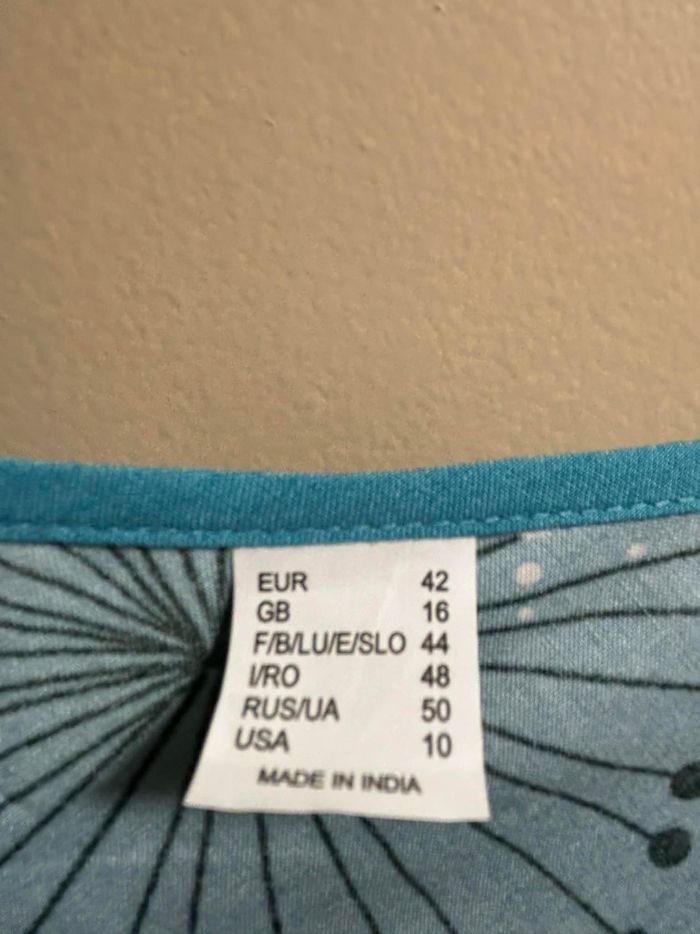 EUR 42
GB 16
F/B/LU/E/SLO 44
I/RO 48
RUS/UA 50
USA 10
MADE IN INDIA